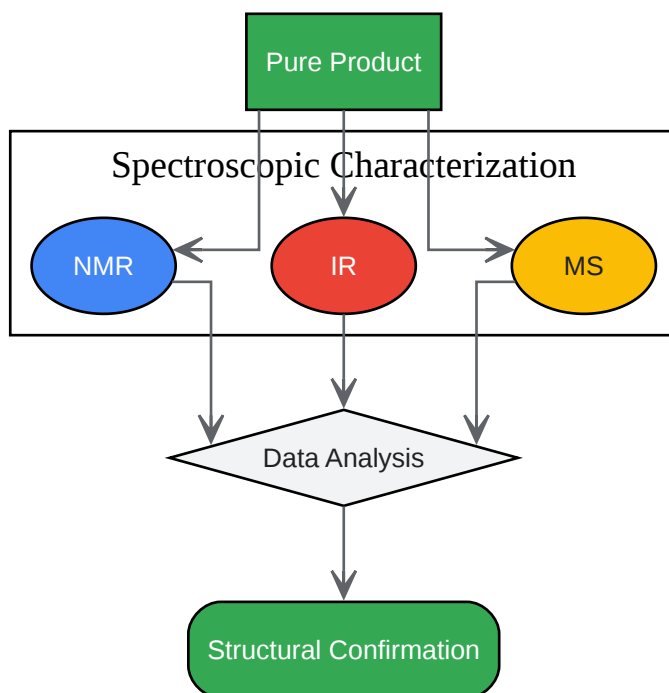 Pure Product
Spectroscopic Characterization
NMR
IR
MS
Data Analysis
Structural Confirmation